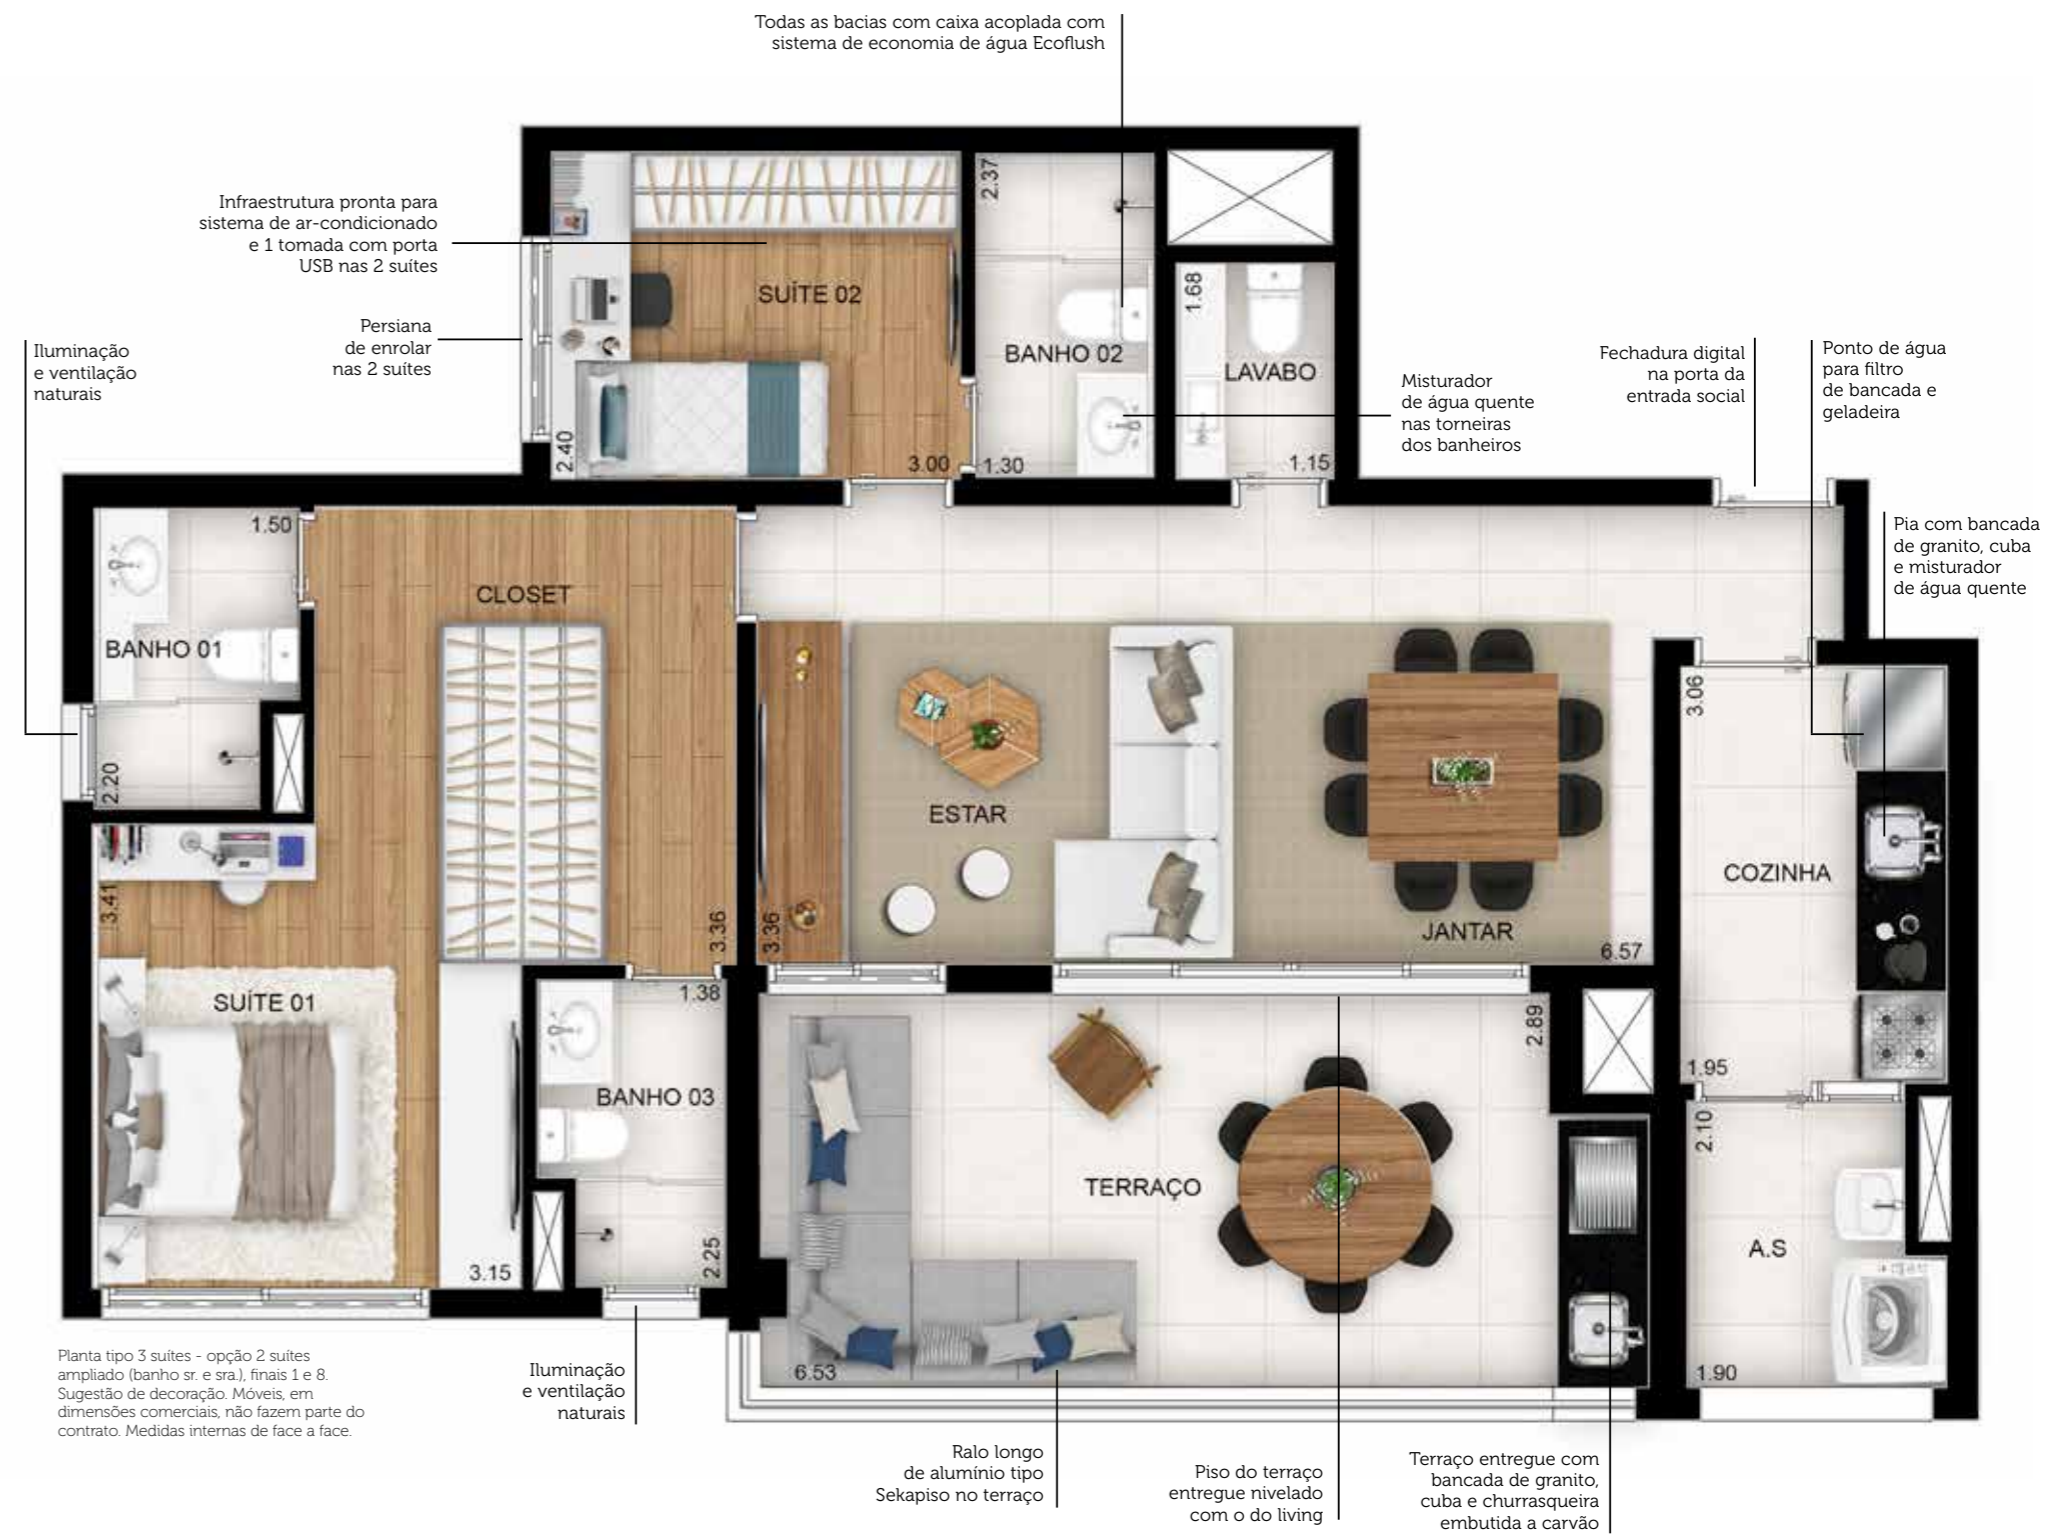 Todas as bacias com caixa acoplada com
sistema de economia de água Ecoflush
Infraestrutura pronta para
sistema de ar-condicionado
e 1 tomada com porta
USB nas 2 suítes
Persiana
de enrolar
nas 2 suítes
Iluminação
e ventilação
naturais
Misturador
de água quente
nas torneiras
dos banheiros
Fechadura digital
na porta da
entrada social
Ponto de água
para filtro
de bancada e
geladeira
Pia com bancada
de granito, cuba
e misturador
de água quente
SUÍTE 02
2.40
3.00
2.37
BANHO 02
1.30
1.68
LAVABO
1.15
1.50
BANHO 01
2.20
CLOSET
3.36
3.41
SUÍTE 01
3.15
1.38
BANHO 03
2.25
3.36
ESTAR
JANTAR
6.57
3.06
COZINHA
1.95
2.89
TERRAÇO
6.53
2.10
A.S
1.90
Planta tipo 3 suítes - opção 2 suítes
ampliado (banho sr. e sra.), finais 1 e 8.
Sugestão de decoração. Móveis, em
dimensões comerciais, não fazem parte do
contrato. Medidas internas de face a face.
Iluminação
e ventilação
naturais
Ralo longo
de alumínio tipo
Sekapiso no terraço
Piso do terraço
entregue nivelado
com o do living
Terraço entregue com
bancada de granito,
cuba e churrasqueira
embutida a carvão